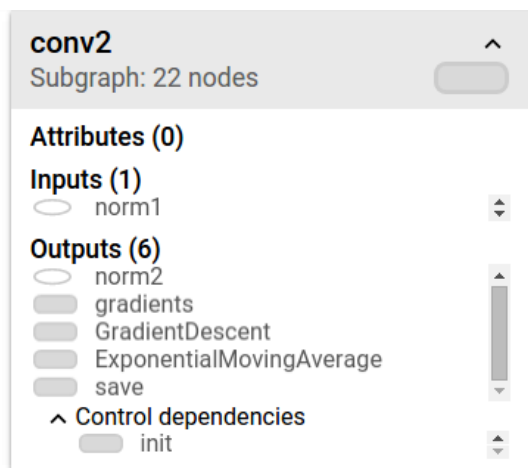 conv2
Subgraph: 22 nodes
Attributes (0)
Inputs (1)
norm1
Outputs (6)
norm2
gradients
GradientDescent
ExponentialMovingAverage
save
Control dependencies
init